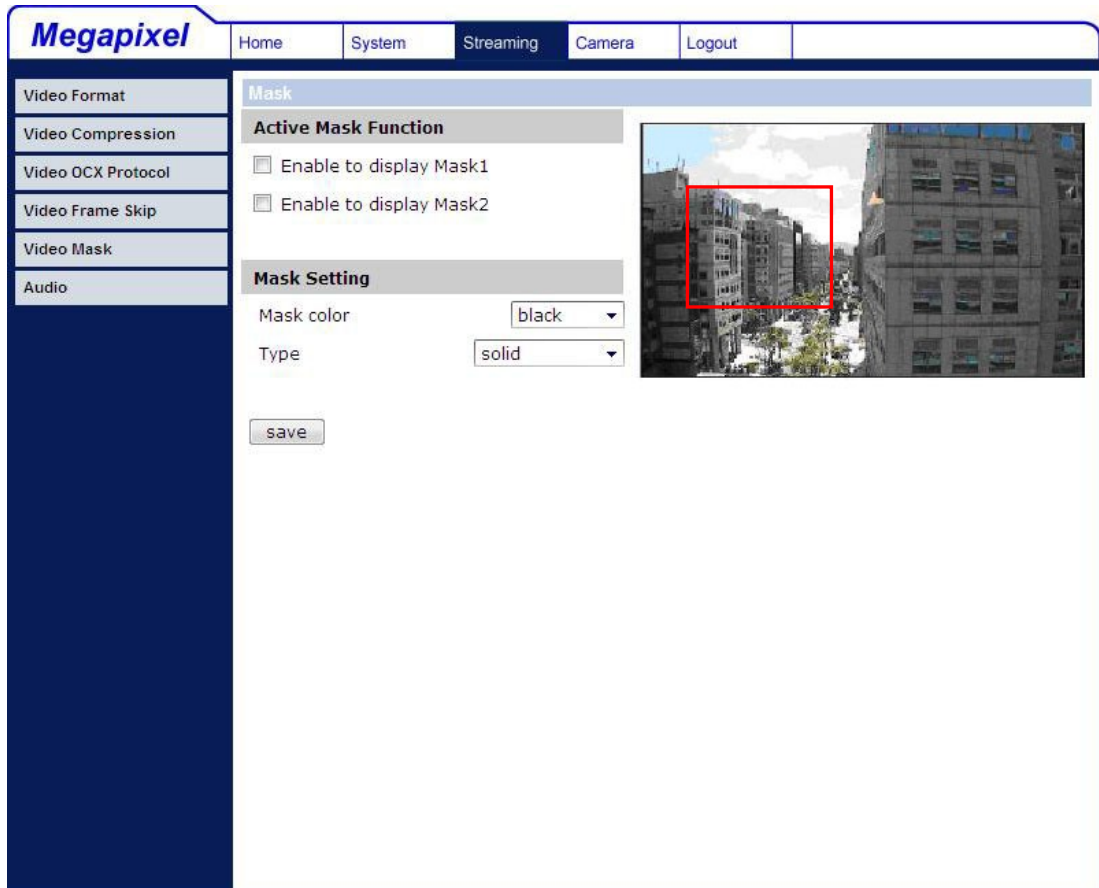 Megapixel
Home System Streaming Camera Logout
Video Format
Video Compression
Video OCX Protocol
Video Frame Skip
Video Mask
Audio
Mask
Active Mask Function
Enable to display Mask1
Enable to display Mask2
Mask Setting
Mask color black
Type solid
save